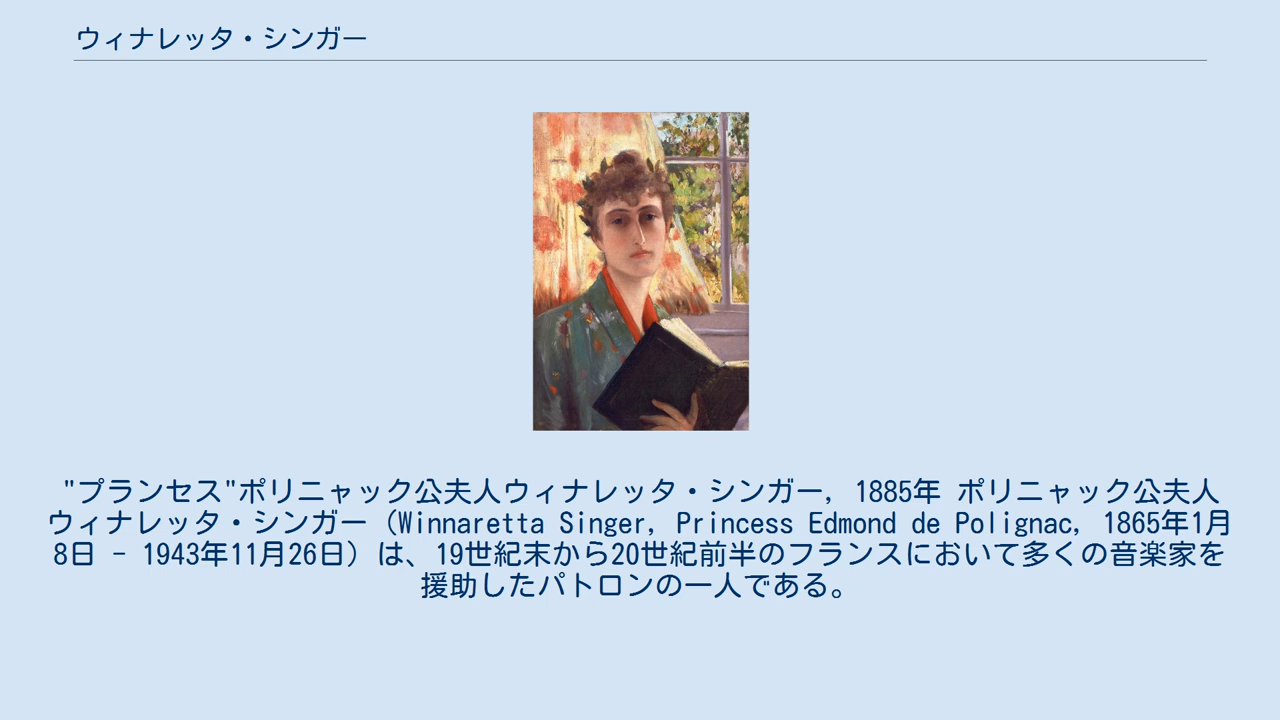 ウィナレッタ・シンガー
"プランセス"ポリニャック公夫人ウィナレッタ・シンガー, 1885年 ポリニャック公夫人
ウィナレッタ・シンガー（Winnaretta Singer, Princess Edmond de Polignac, 1865年1月
8日 - 1943年11月26日）は、19世紀末から20世紀前半のフランスにおいて多くの音楽家を
援助したパトロンの一人である。